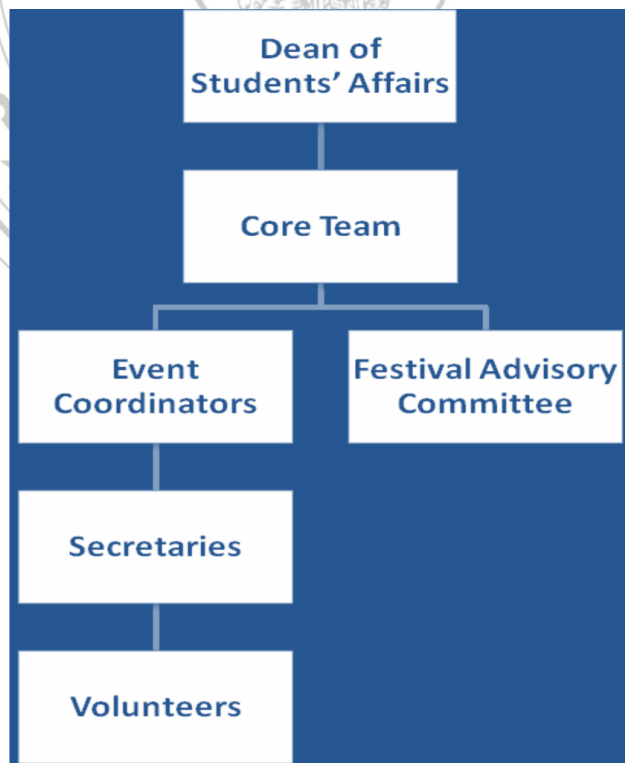 Dean of
Students' Affairs
Core Team
Event
Coordinators
Festival Advisory
Committee
Secretaries
Volunteers